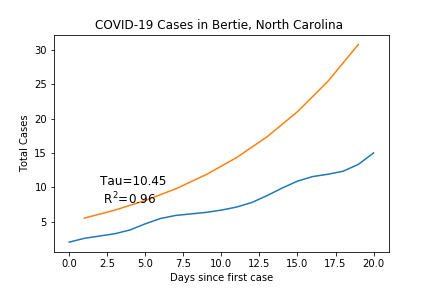 COVID-19 Cases in Bertie, North Carolina
Total Cases
30
25
20
15
10
5
Tau=10.45
R²=0.96
0.0 2.5 5.0 7.5 10.0 12.5 15.0 17.5 20.0
Days since first case